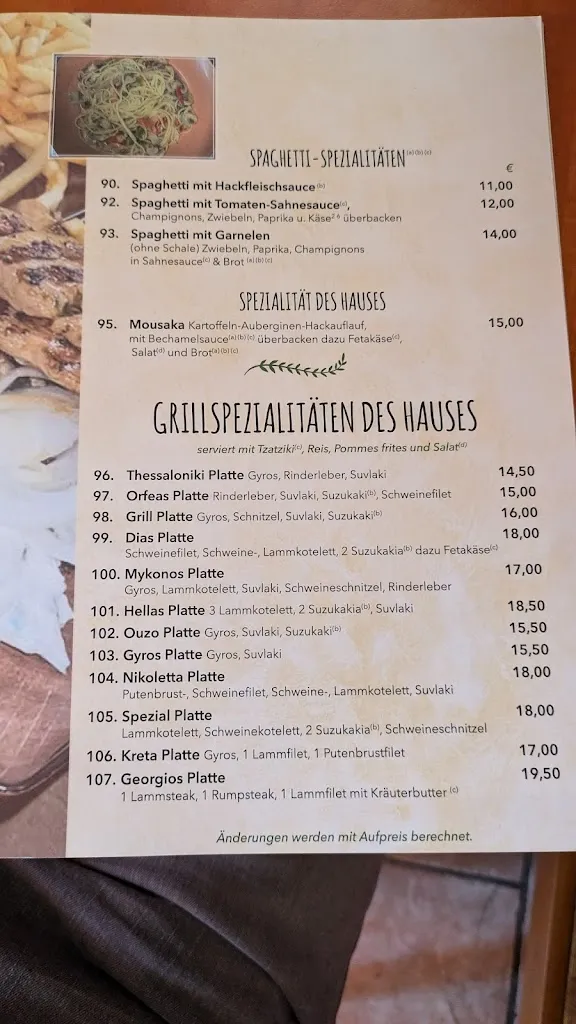 SPAGHETTI-SPEZIALITÄTEN (a)(b)(c)
€
90. Spaghetti mit Hackfleischsauce(b) 11,00
92. Spaghetti mit Tomaten-Sahnesauce(c), 12,00
Champignons, Zwiebeln, Paprika u. Käse2 6 überbacken
93. Spaghetti mit Garnelen 14,00
(ohne Schale) Zwiebeln, Paprika, Champignons
in Sahnesauce(c) & Brot (a)(b)(c)
SPEZIALITÄT DES HAUSES
95. Mousaka Kartoffeln-Auberginen-Hackauflauf, 15,00
mit Bechamelsauce(a)(b)(c) überbacken dazu Fetakäse(c),
Salat(d) und Brot(a)(b)(c)
GRILLSPEZIALITÄTEN DES HAUSES
serviert mit Tzatziki(c), Reis, Pommes frites und Salat(d)
96. Thessaloniki Platte Gyros, Rinderleber, Suvlaki 14,50
97. Orfeas Platte Rinderleber, Suvlaki, Suzukaki(b), Schweinefilet 15,00
98. Grill Platte Gyros, Schnitzel, Suvlaki, Suzukaki(b) 16,00
99. Dias Platte 18,00
Schweinefilet, Schweine-, Lammkotelett, 2 Suzukakia(b) dazu Fetakäse(c)
100. Mykonos Platte 17,00
Gyros, Lammkotelett, Suvlaki, Schweineschnitzel, Rinderleber
101. Hellas Platte 3 Lammkotelett, 2 Suzukakia(b), Suvlaki 18,50
102. Ouzo Platte Gyros, Suvlaki, Suzukaki(b) 15,50
103. Gyros Platte Gyros, Suvlaki 15,50
104. Nikoletta Platte 18,00
Putenbrust-, Schweinefilet, Schweine-, Lammkotelett, Suvlaki
105. Spezial Platte 18,00
Lammkotelett, Schweinekotelett, 2 Suzukakia(b), Schweineschnitzel
106. Kreta Platte Gyros, 1 Lammfilet, 1 Putenbrustfilet 17,00
107. Georgios Platte 19,50
1 Lammsteak, 1 Rumpsteak, 1 Lammfilet mit Kräuterbutter (c)
Änderungen werden mit Aufpreis berechnet.